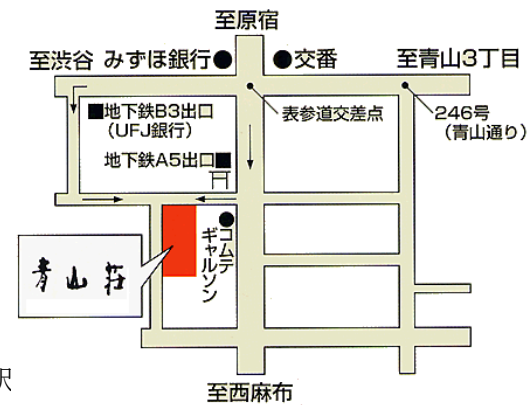 至原宿
至渋谷 みずほ銀行●
●交番
至青山3丁目
■地下鉄B3出口
(UFJ銀行)
表参道交差点
246号
(青山通り)
地下鉄A5出口■
コムデ
ギャルソン
青山荘
駅
至西麻布